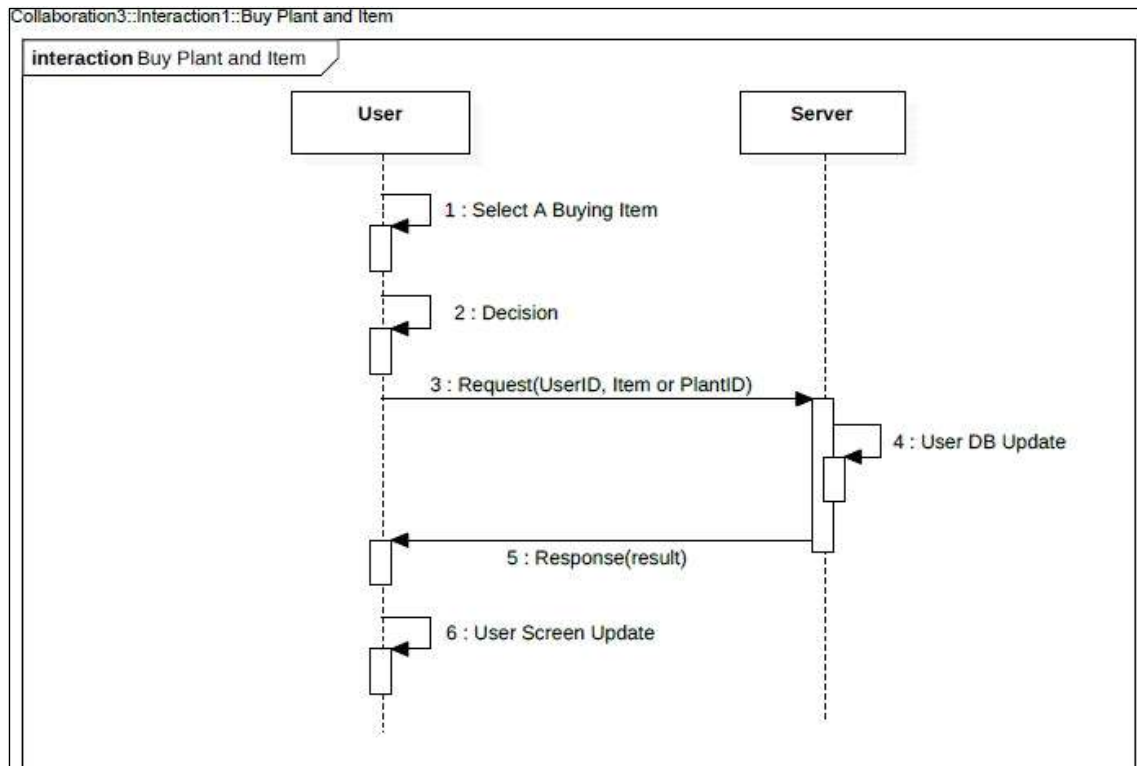 Collaboration3::Interaction1::Buy Plant and Item
interaction Buy Plant and Item
User
Server
1 : Select A Buying Item
2 : Decision
3 : Request(UserID, Item or PlantID)
4 : User DB Update
5 : Response(result)
6 : User Screen Update